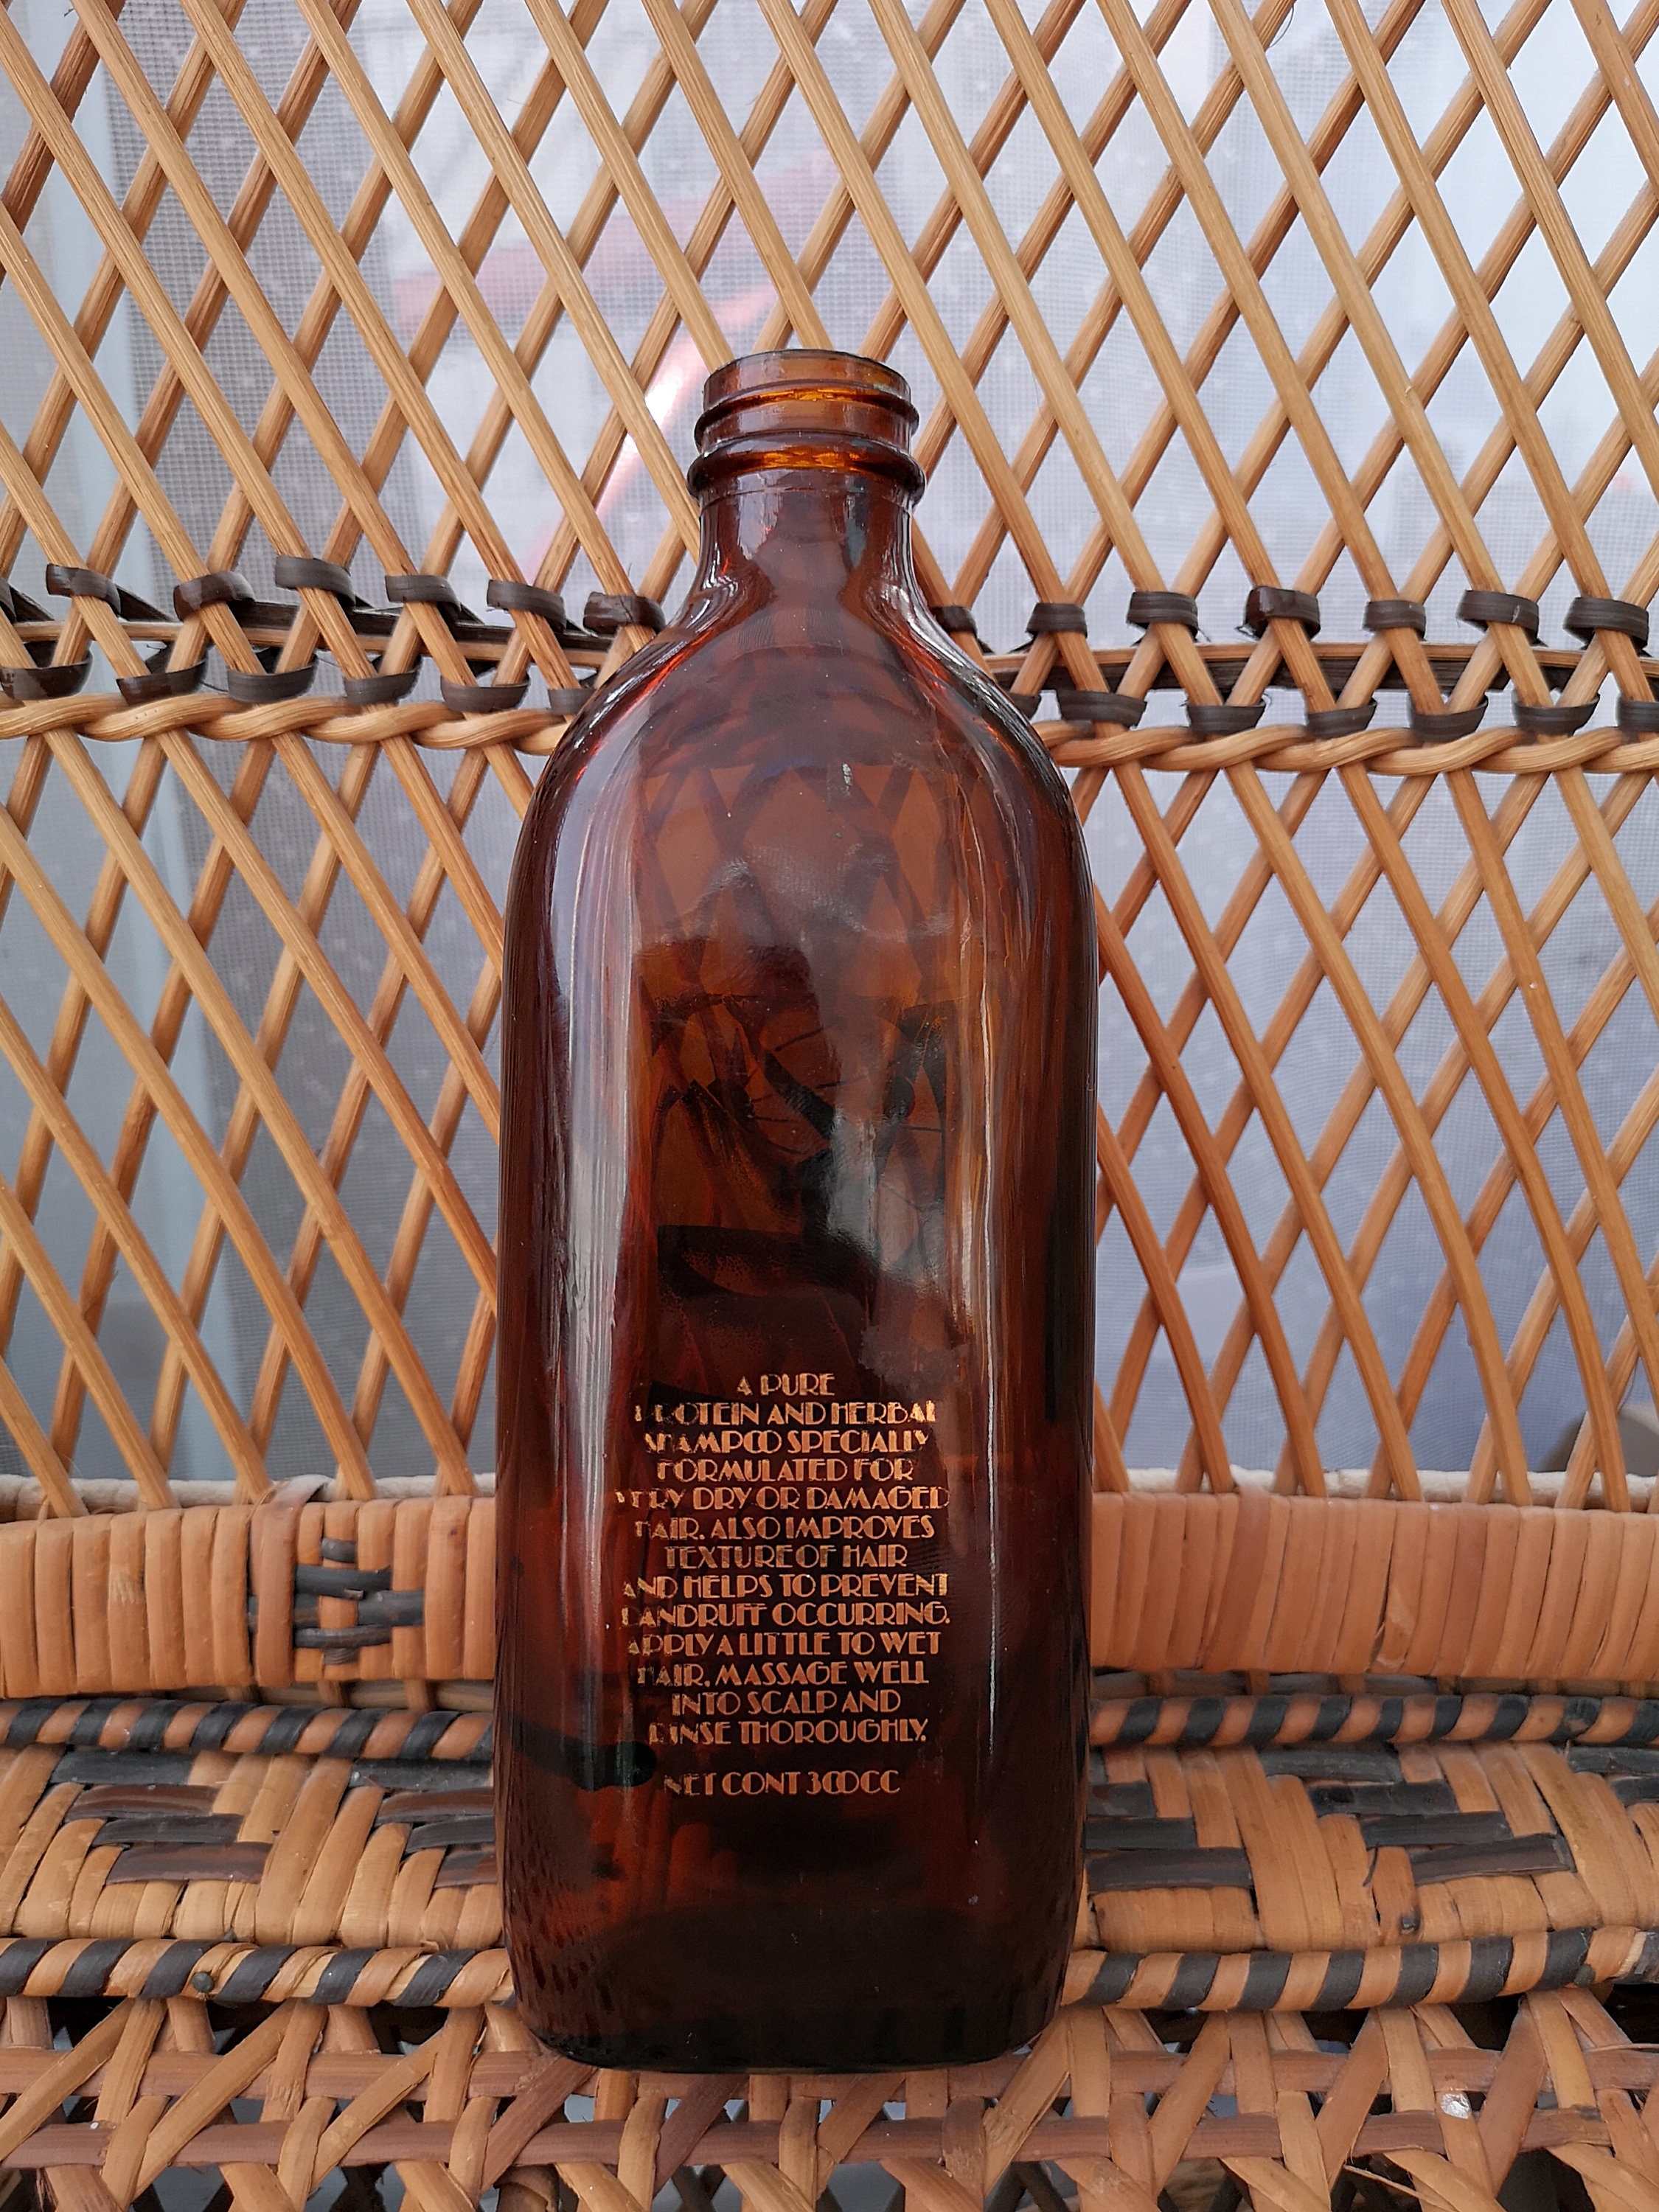 A PURE
PROTEIN AND HERBAL
SHAMPOO SPECIALLY
FORMULATED FOR
VERY DRY OR DAMAGED
HAIR. ALSO IMPROVES
TEXTURE OF HAIR
AND HELPS TO PREVENT
DANDRUFF OCCURRING.
APPLY A LITTLE TO WET
HAIR, MASSAGE WELL
INTO SCALP AND
RINSE THOROUGHLY.
NET CONT 300CC